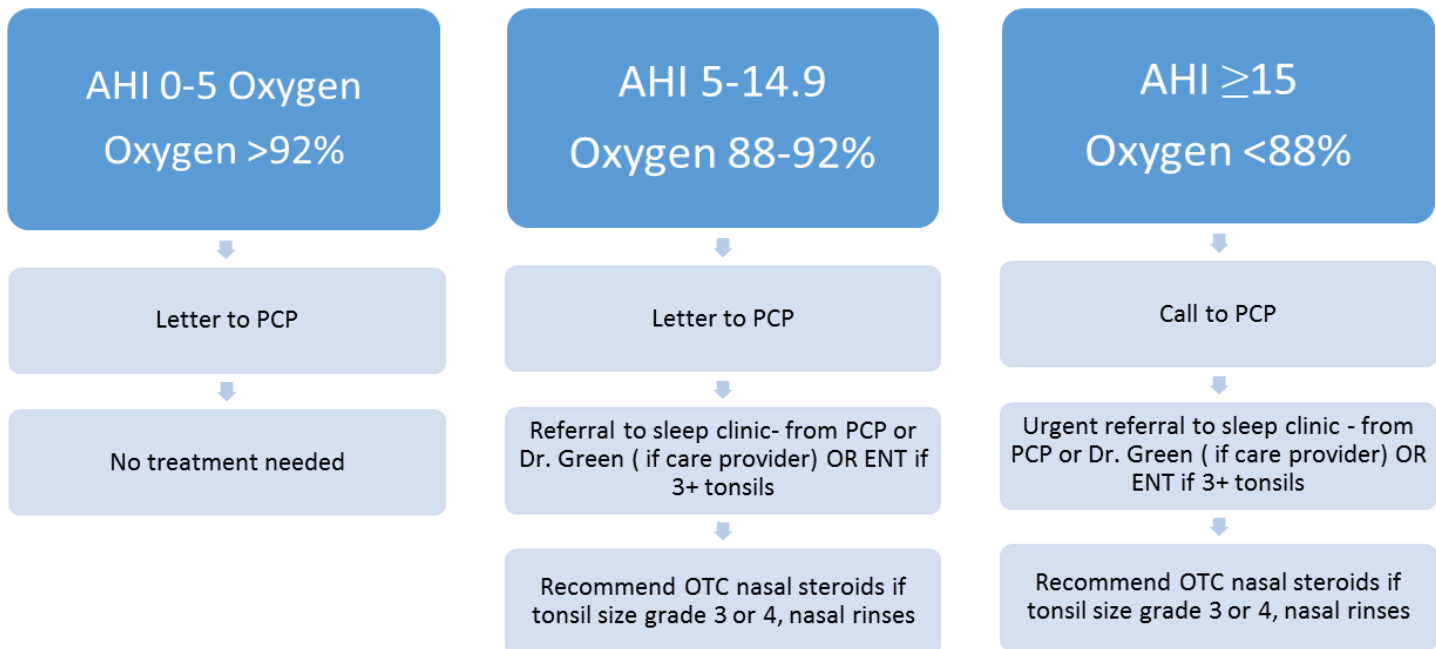 AHI 0-5 Oxygen
Oxygen >92%
Letter to PCP
No treatment needed
AHI 5-14.9
Oxygen 88-92%
Letter to PCP
Referral to sleep clinic- from PCP or
Dr. Green ( if care provider) OR ENT if
3+ tonsils
Recommend OTC nasal steroids if
tonsil size grade 3 or 4, nasal rinses
AHI ≥15
Oxygen <88%
Call to PCP
Urgent referral to sleep clinic - from
PCP or Dr. Green ( if care provider) OR
ENT if 3+ tonsils
Recommend OTC nasal steroids if
tonsil size grade 3 or 4, nasal rinses